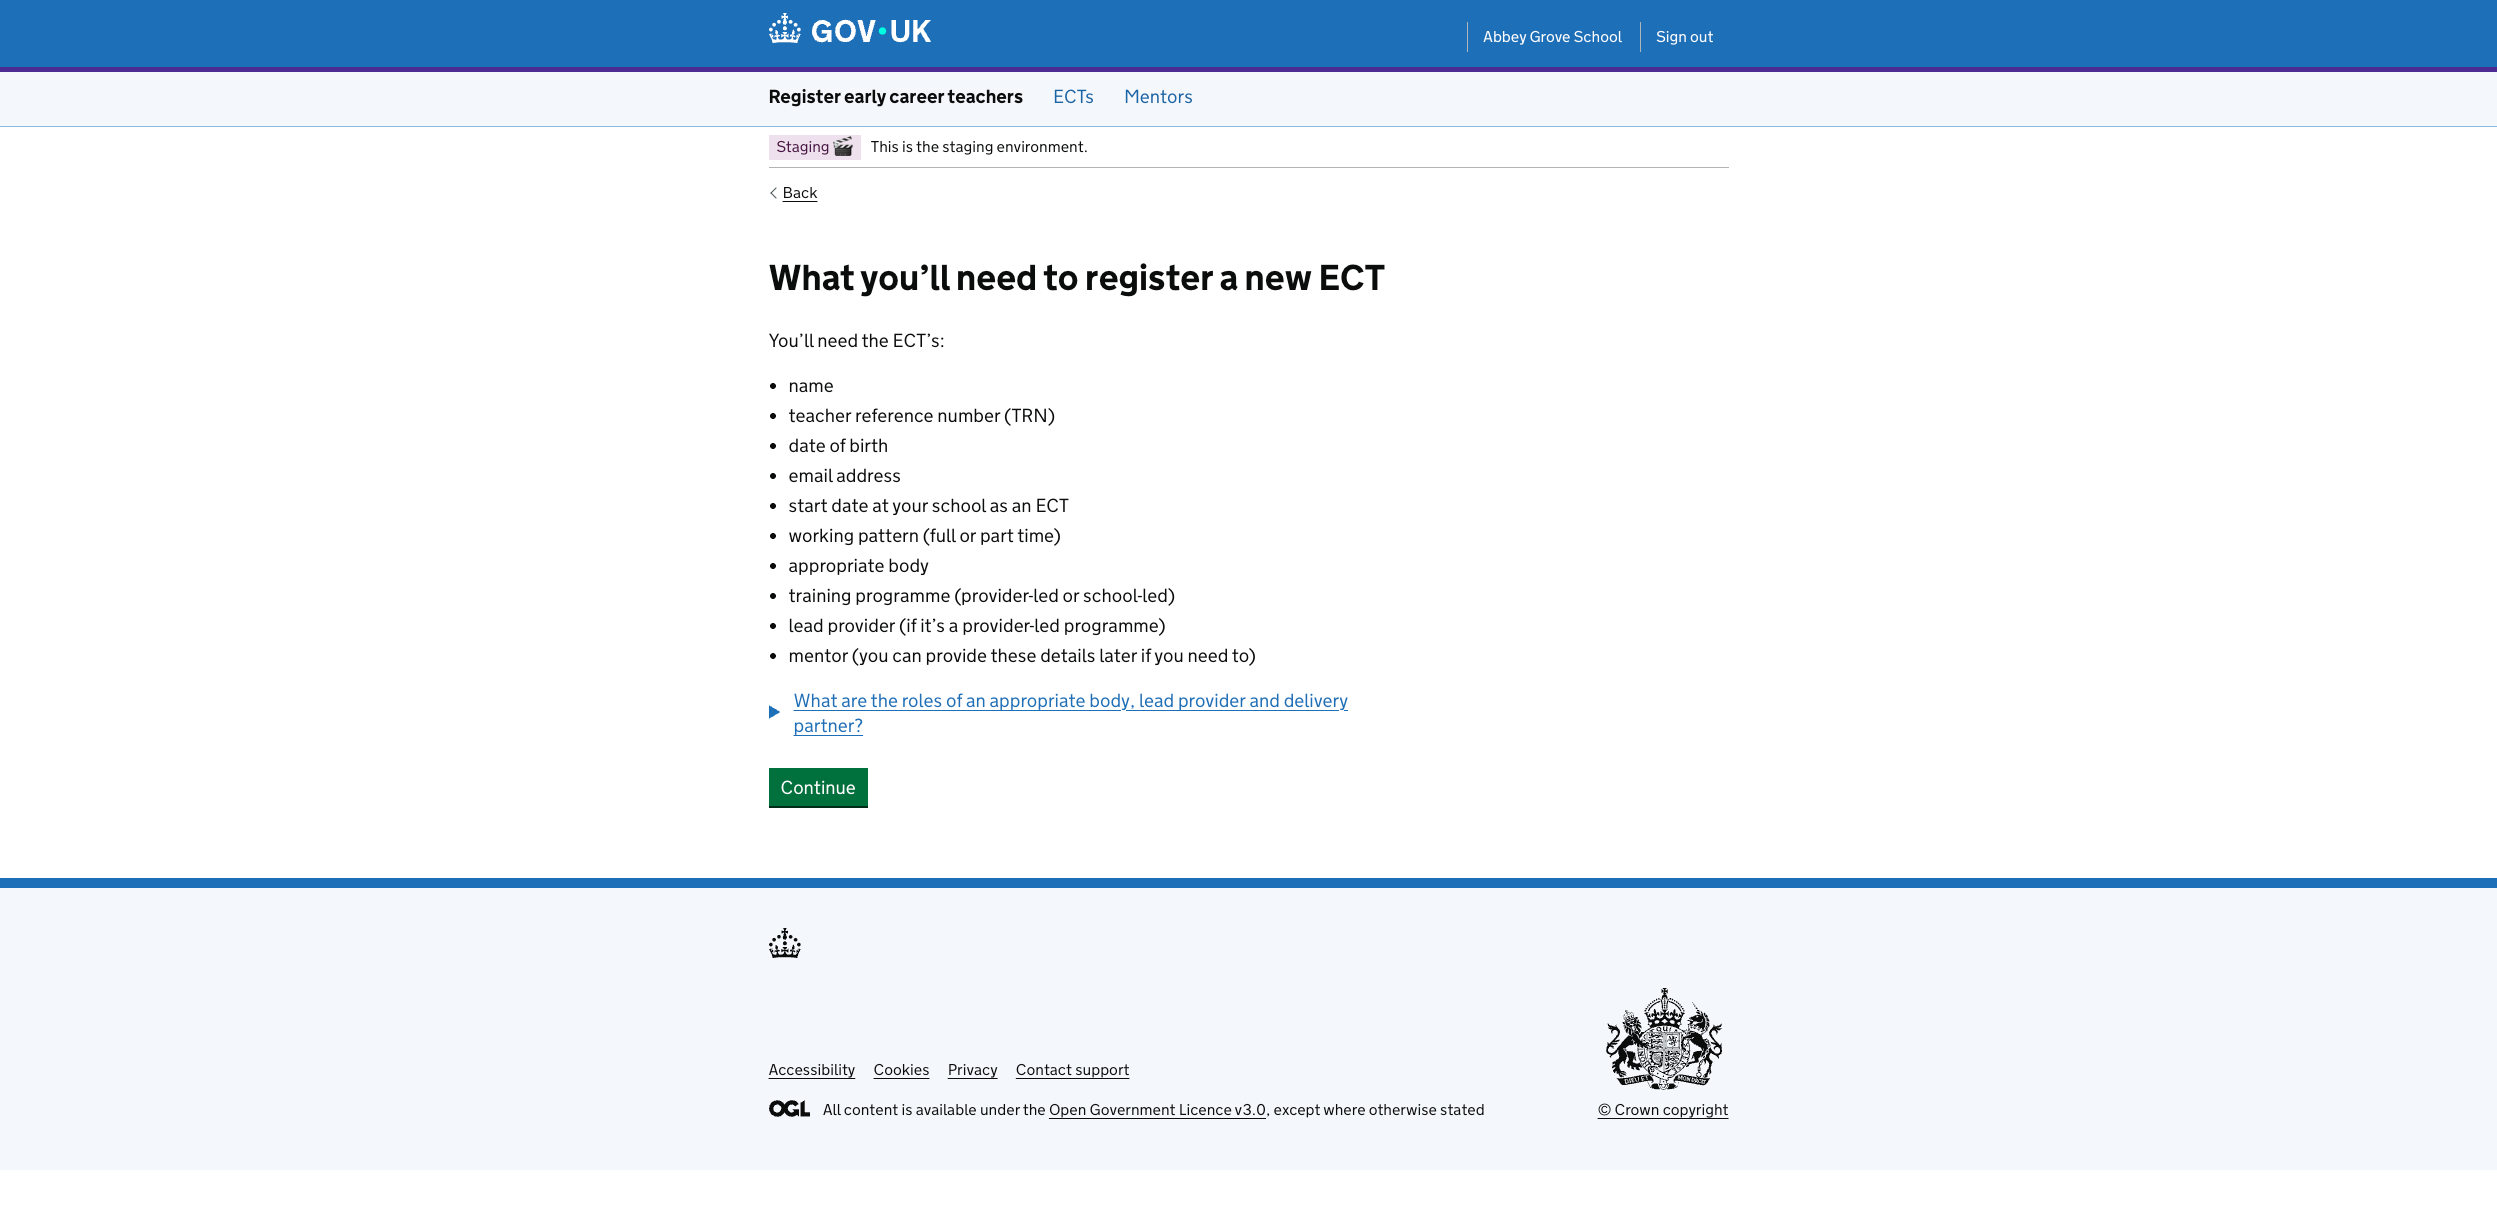 GOV·UK
Abbey Grove School
Sign out
Register early career teachers
ECTs
Mentors
Staging 🎬 This is the staging environment.
Back
What you’ll need to register a new ECT
You’ll need the ECT’s:
• name
• teacher reference number (TRN)
• date of birth
• email address
• start date at your school as an ECT
• working pattern (full or part time)
• appropriate body
• training programme (provider-led or school-led)
• lead provider (if it’s a provider-led programme)
• mentor (you can provide these details later if you need to)
What are the roles of an appropriate body, lead provider and delivery
partner?
Continue
Accessibility
Cookies
Privacy
Contact support
OGL All content is available under the Open Government Licence v3.0, except where otherwise stated
© Crown copyright